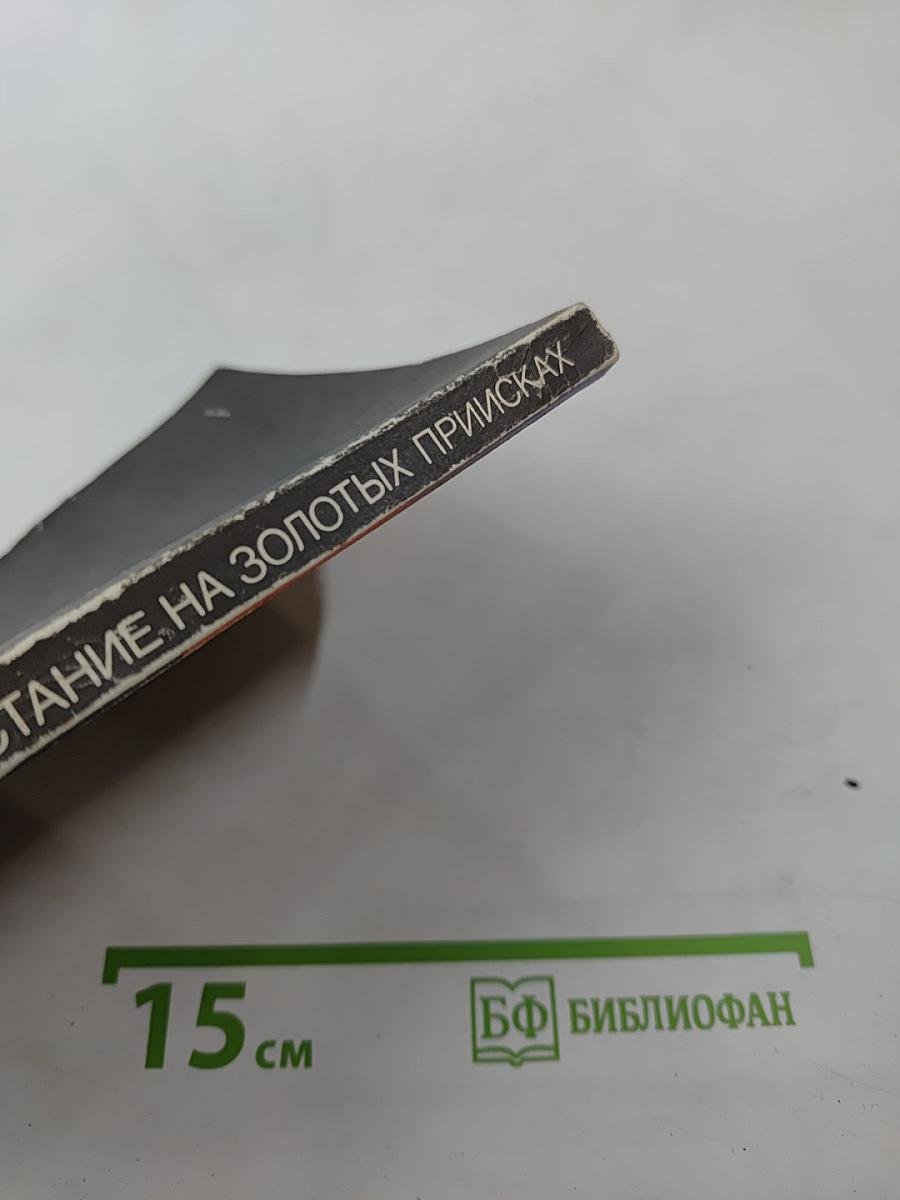 СТАНИЕ НА ЗОЛОТЫХ ПРИИСКАХ
15 см
БФ БИБЛИОФАН